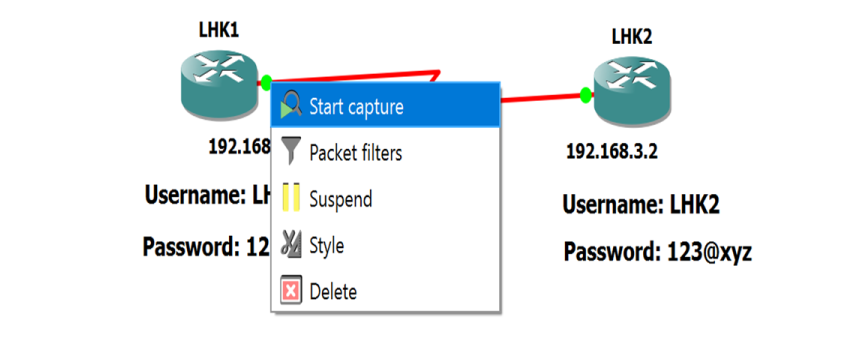 LHK1
LHK2
Start capture
192.168
Packet filters
192.168.3.2
Username: LH
Suspend
Username: LHK2
Password: 12
Style
Password: 123@xyz
Delete